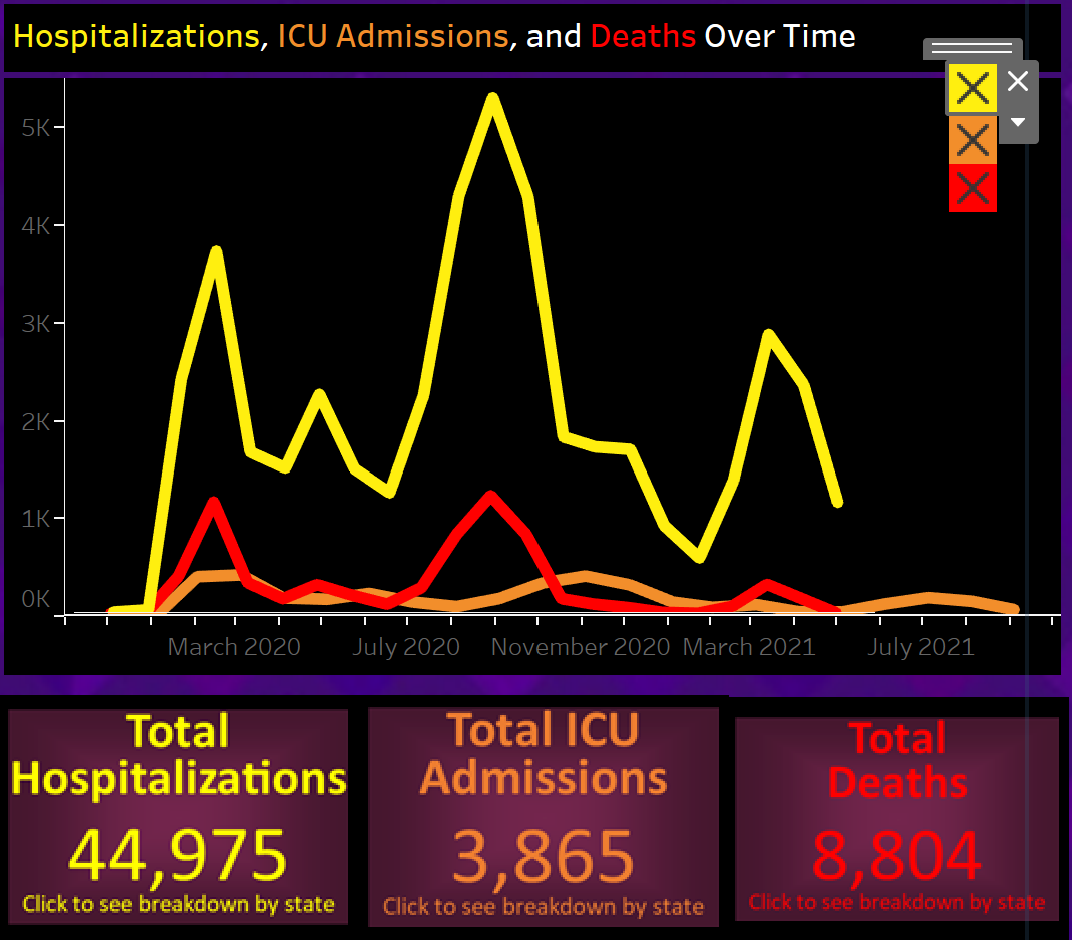 Hospitalizations, ICU Admissions, and Deaths Over Time
5K
4K
3K
2K
1K
0K
March 2020 July 2020 November 2020 March 2021 July 2021
Total
Hospitalizations
44,975
Click to see breakdown by state
Total ICU
Admissions
3,865
Click to see breakdown by state
Total
Deaths
8,804
Click to see breakdown by state